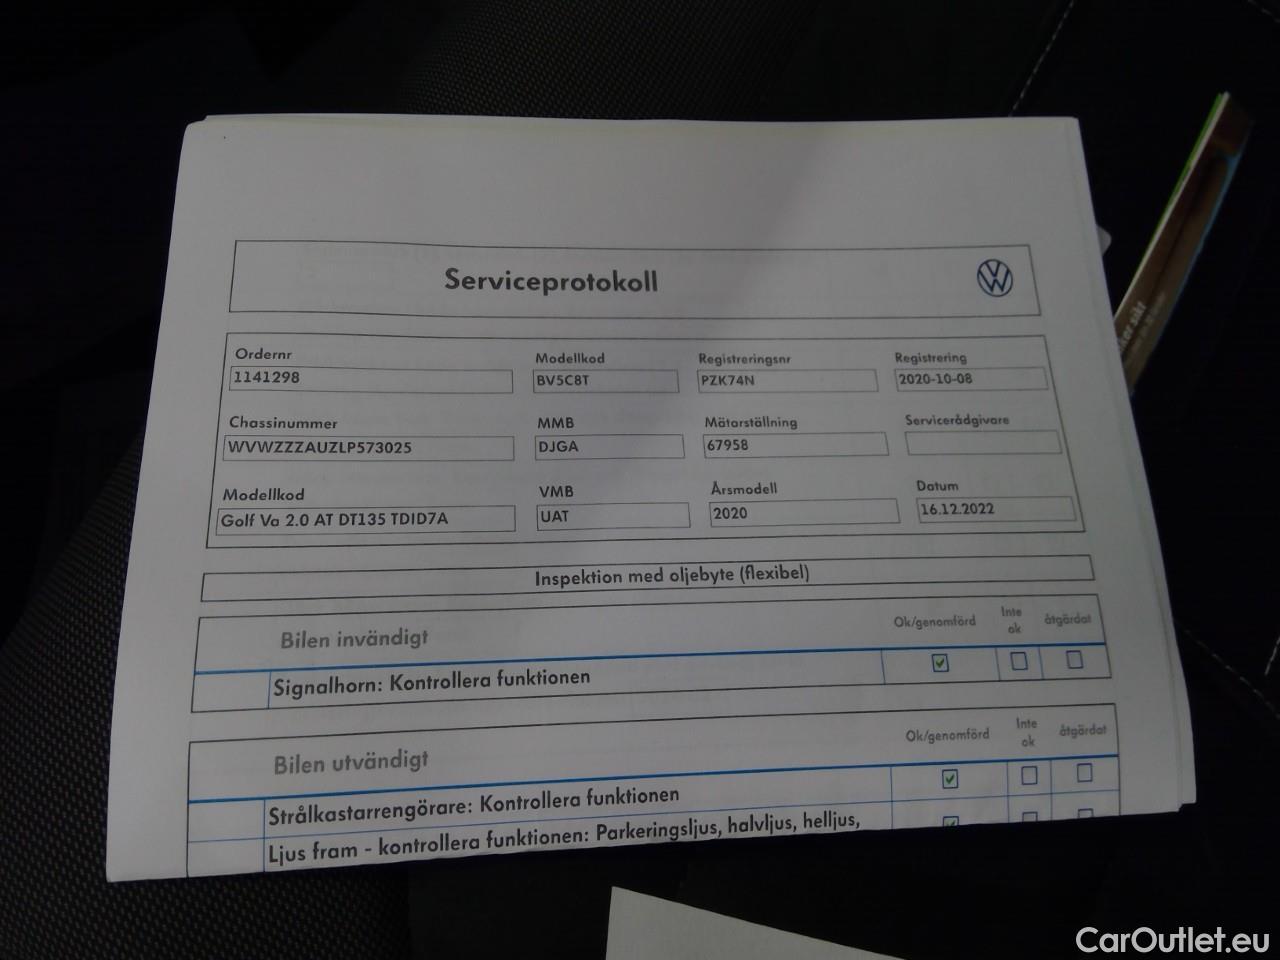 Serviceprotokoll
Ordernr Modellkod Registreringsnr Registrering
1141298 BV5C8T PZK74N 2020-10-08
Chassinummer MMB Mätarställning Servicerådgivare
WVWZZZAUZLP573025 DJGA 67958
Modellkod VMB Årsmodell Datum
Golf Va 2.0 AT DT135 TDID7A UAT 2020 16.12.2022
Inspektion med oljebyte (flexibel)
Bilen invändigt Ok/genomförd Inte ok åtgärdat
Signalhorn: Kontrollera funktionen
Bilen utvändigt Ok/genomförd Inte ok åtgärdat
Strålkastarrengörare: Kontrollera funktionen
Ljus fram - kontrollera funktionen: Parkeringsljus, halvljus, helljus,
sikt
CarOutlet.eu